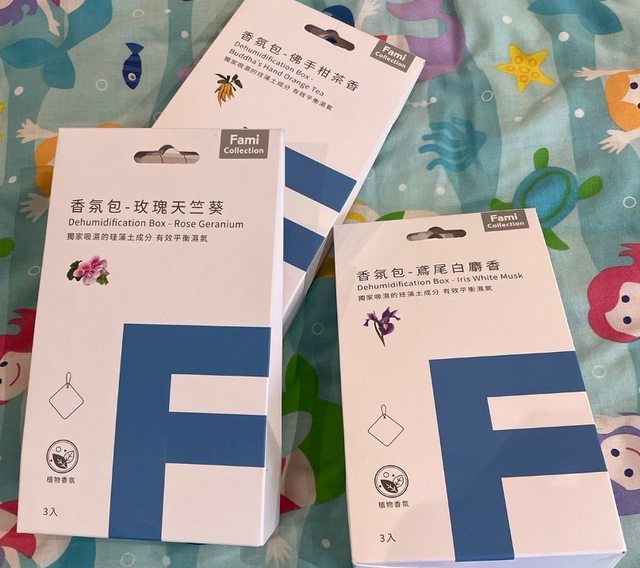 香氛包-佛手柑茶香
Dehumidification Box -
Buddha's Hand Orange Tea
獨家吸濕的珪藻土成分 有效平衡濕氣
Fami
Collection
香氛包-玫瑰天竺葵
Dehumidification Box - Rose Geranium
獨家吸濕的珪藻土成分 有效平衡濕氣
Fami
Collection
F
植物香氛
3入
香氛包-鳶尾白麝香
Dehumidification Box - Iris White Musk
獨家吸濕的珪藻土成分 有效平衡濕氣
Fami
Collection
F
植物香氛
3入